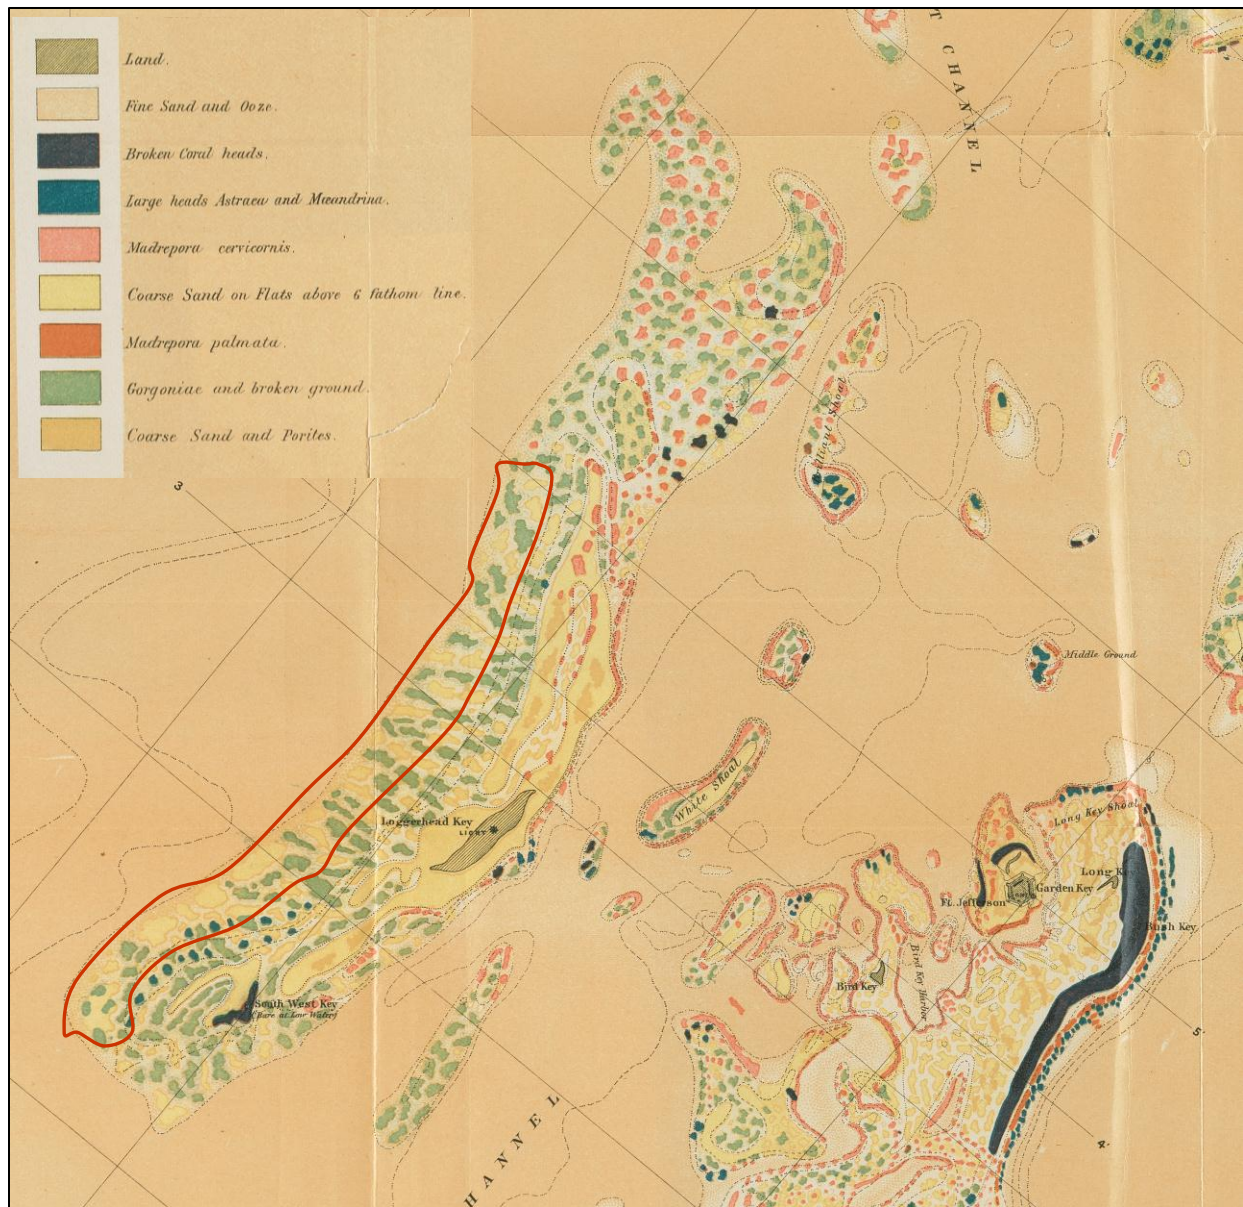 Land.
Fine Sand and Ooze.
Broken Coral heads.
Large heads Astraea and Mæandrina.
Madrepora cervicornis.
Coarse Sand on Flats above 6 fathom line.
Madrepora palmata.
Gorgoniae and broken ground.
Coarse Sand and Porites.
T CHANNEL
3
Shoal
Middle Ground
White Shoal
Long Key Shoal
Loggerhead Key
LIGHT
Long K
Garden Key
Ft. Jefferson
Bush Key
Bird Key
Bird Key Harbor
South West Key
(Bare at Low Water)
5'
4'
HANNEL